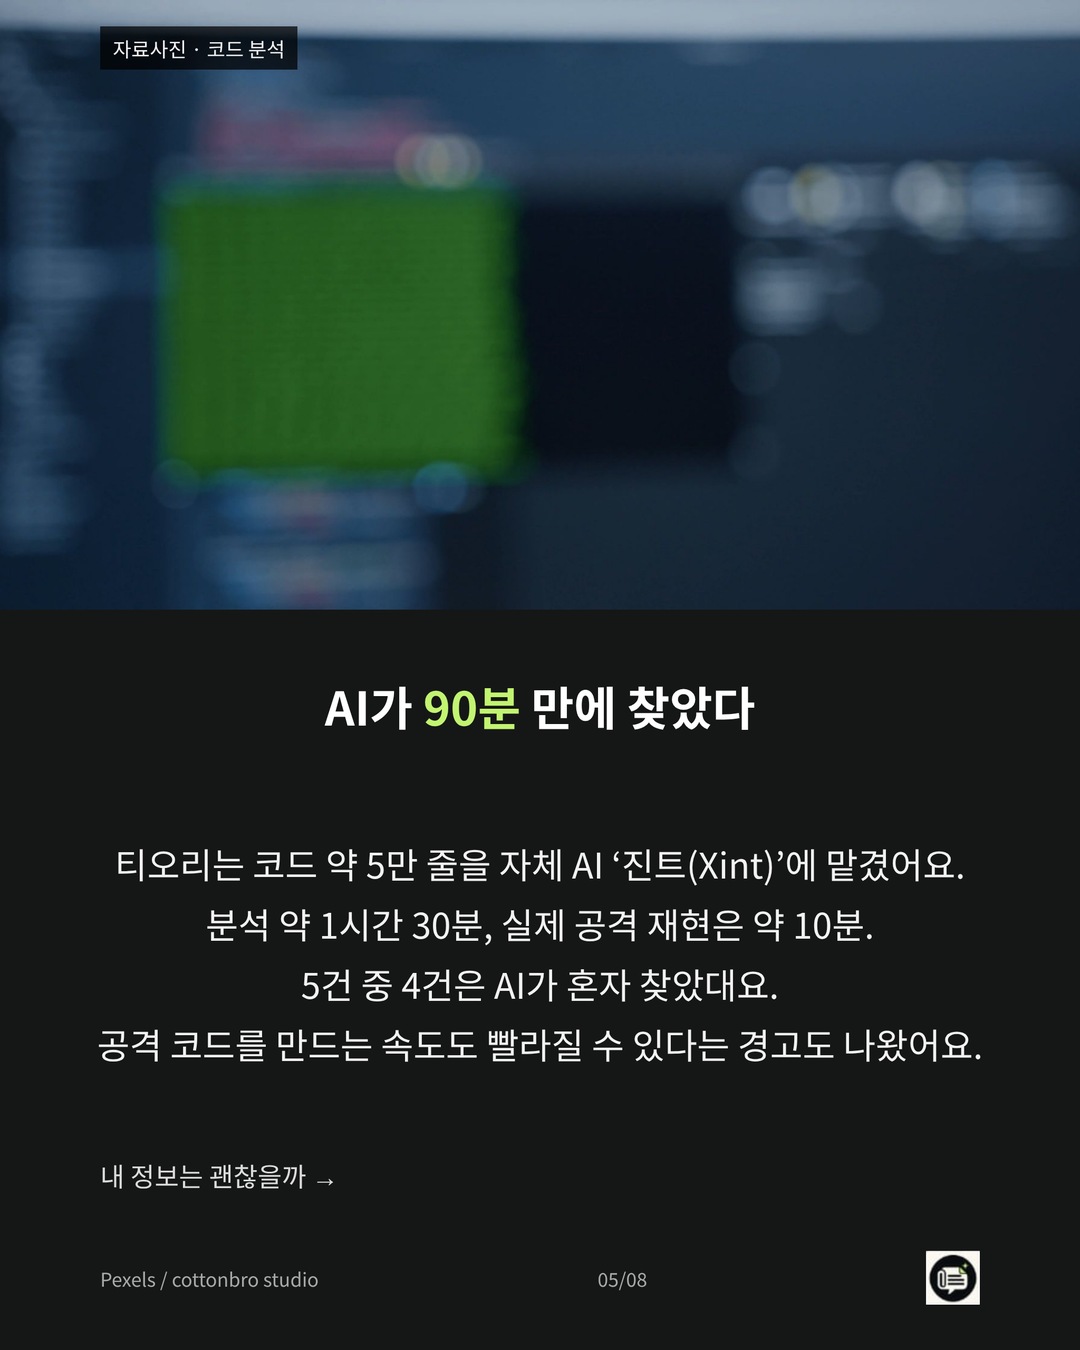 자료사진 · 코드 분석
AI가 90분 만에 찾았다
티오리는 코드 약 5만 줄을 자체 AI ‘진트(Xint)’에 맡겼어요.
분석 약 1시간 30분, 실제 공격 재현은 약 10분.
5건 중 4건은 AI가 혼자 찾았대요.
공격 코드를 만드는 속도도 빨라질 수 있다는 경고도 나왔어요.
내 정보는 괜찮을까 →
Pexels / cottonbro studio
05/08